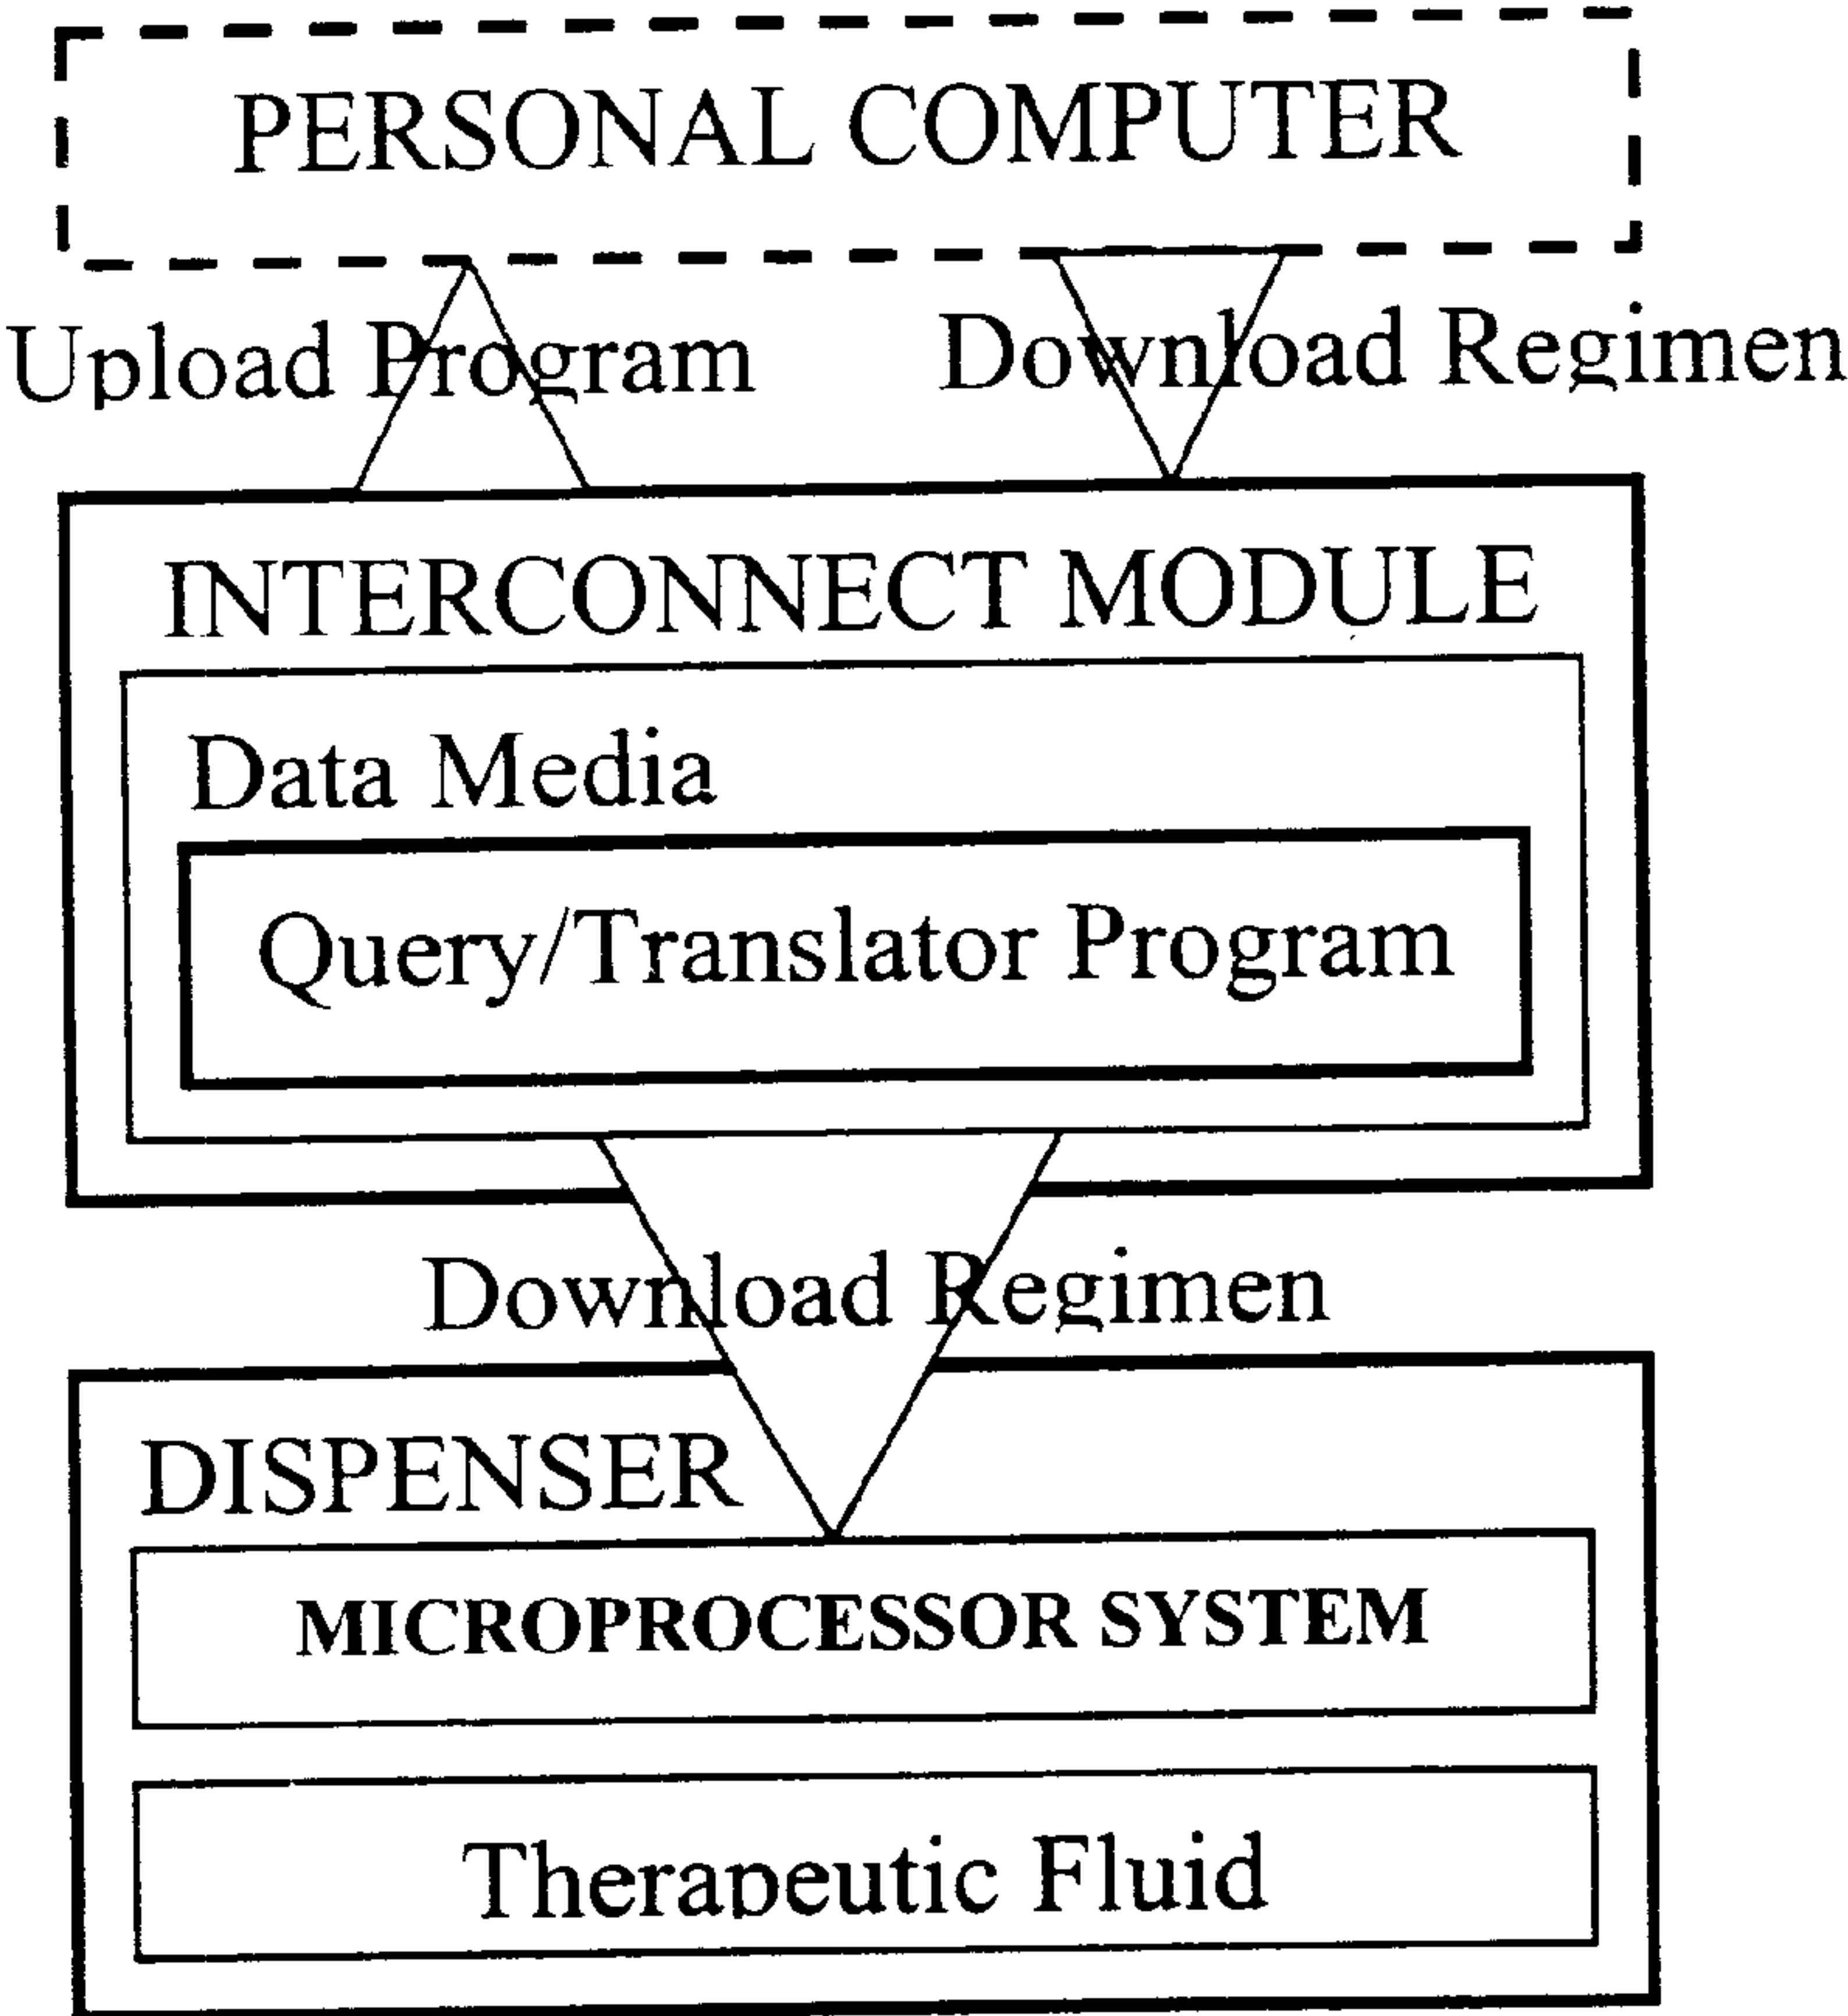 PERSONAL COMPUTER
Upload Program
Download Regimen
INTERCONNECT MODULE
Data Media
Query/Translator Program
Download Regimen
DISPENSER
MICROPROCESSOR SYSTEM
Therapeutic Fluid